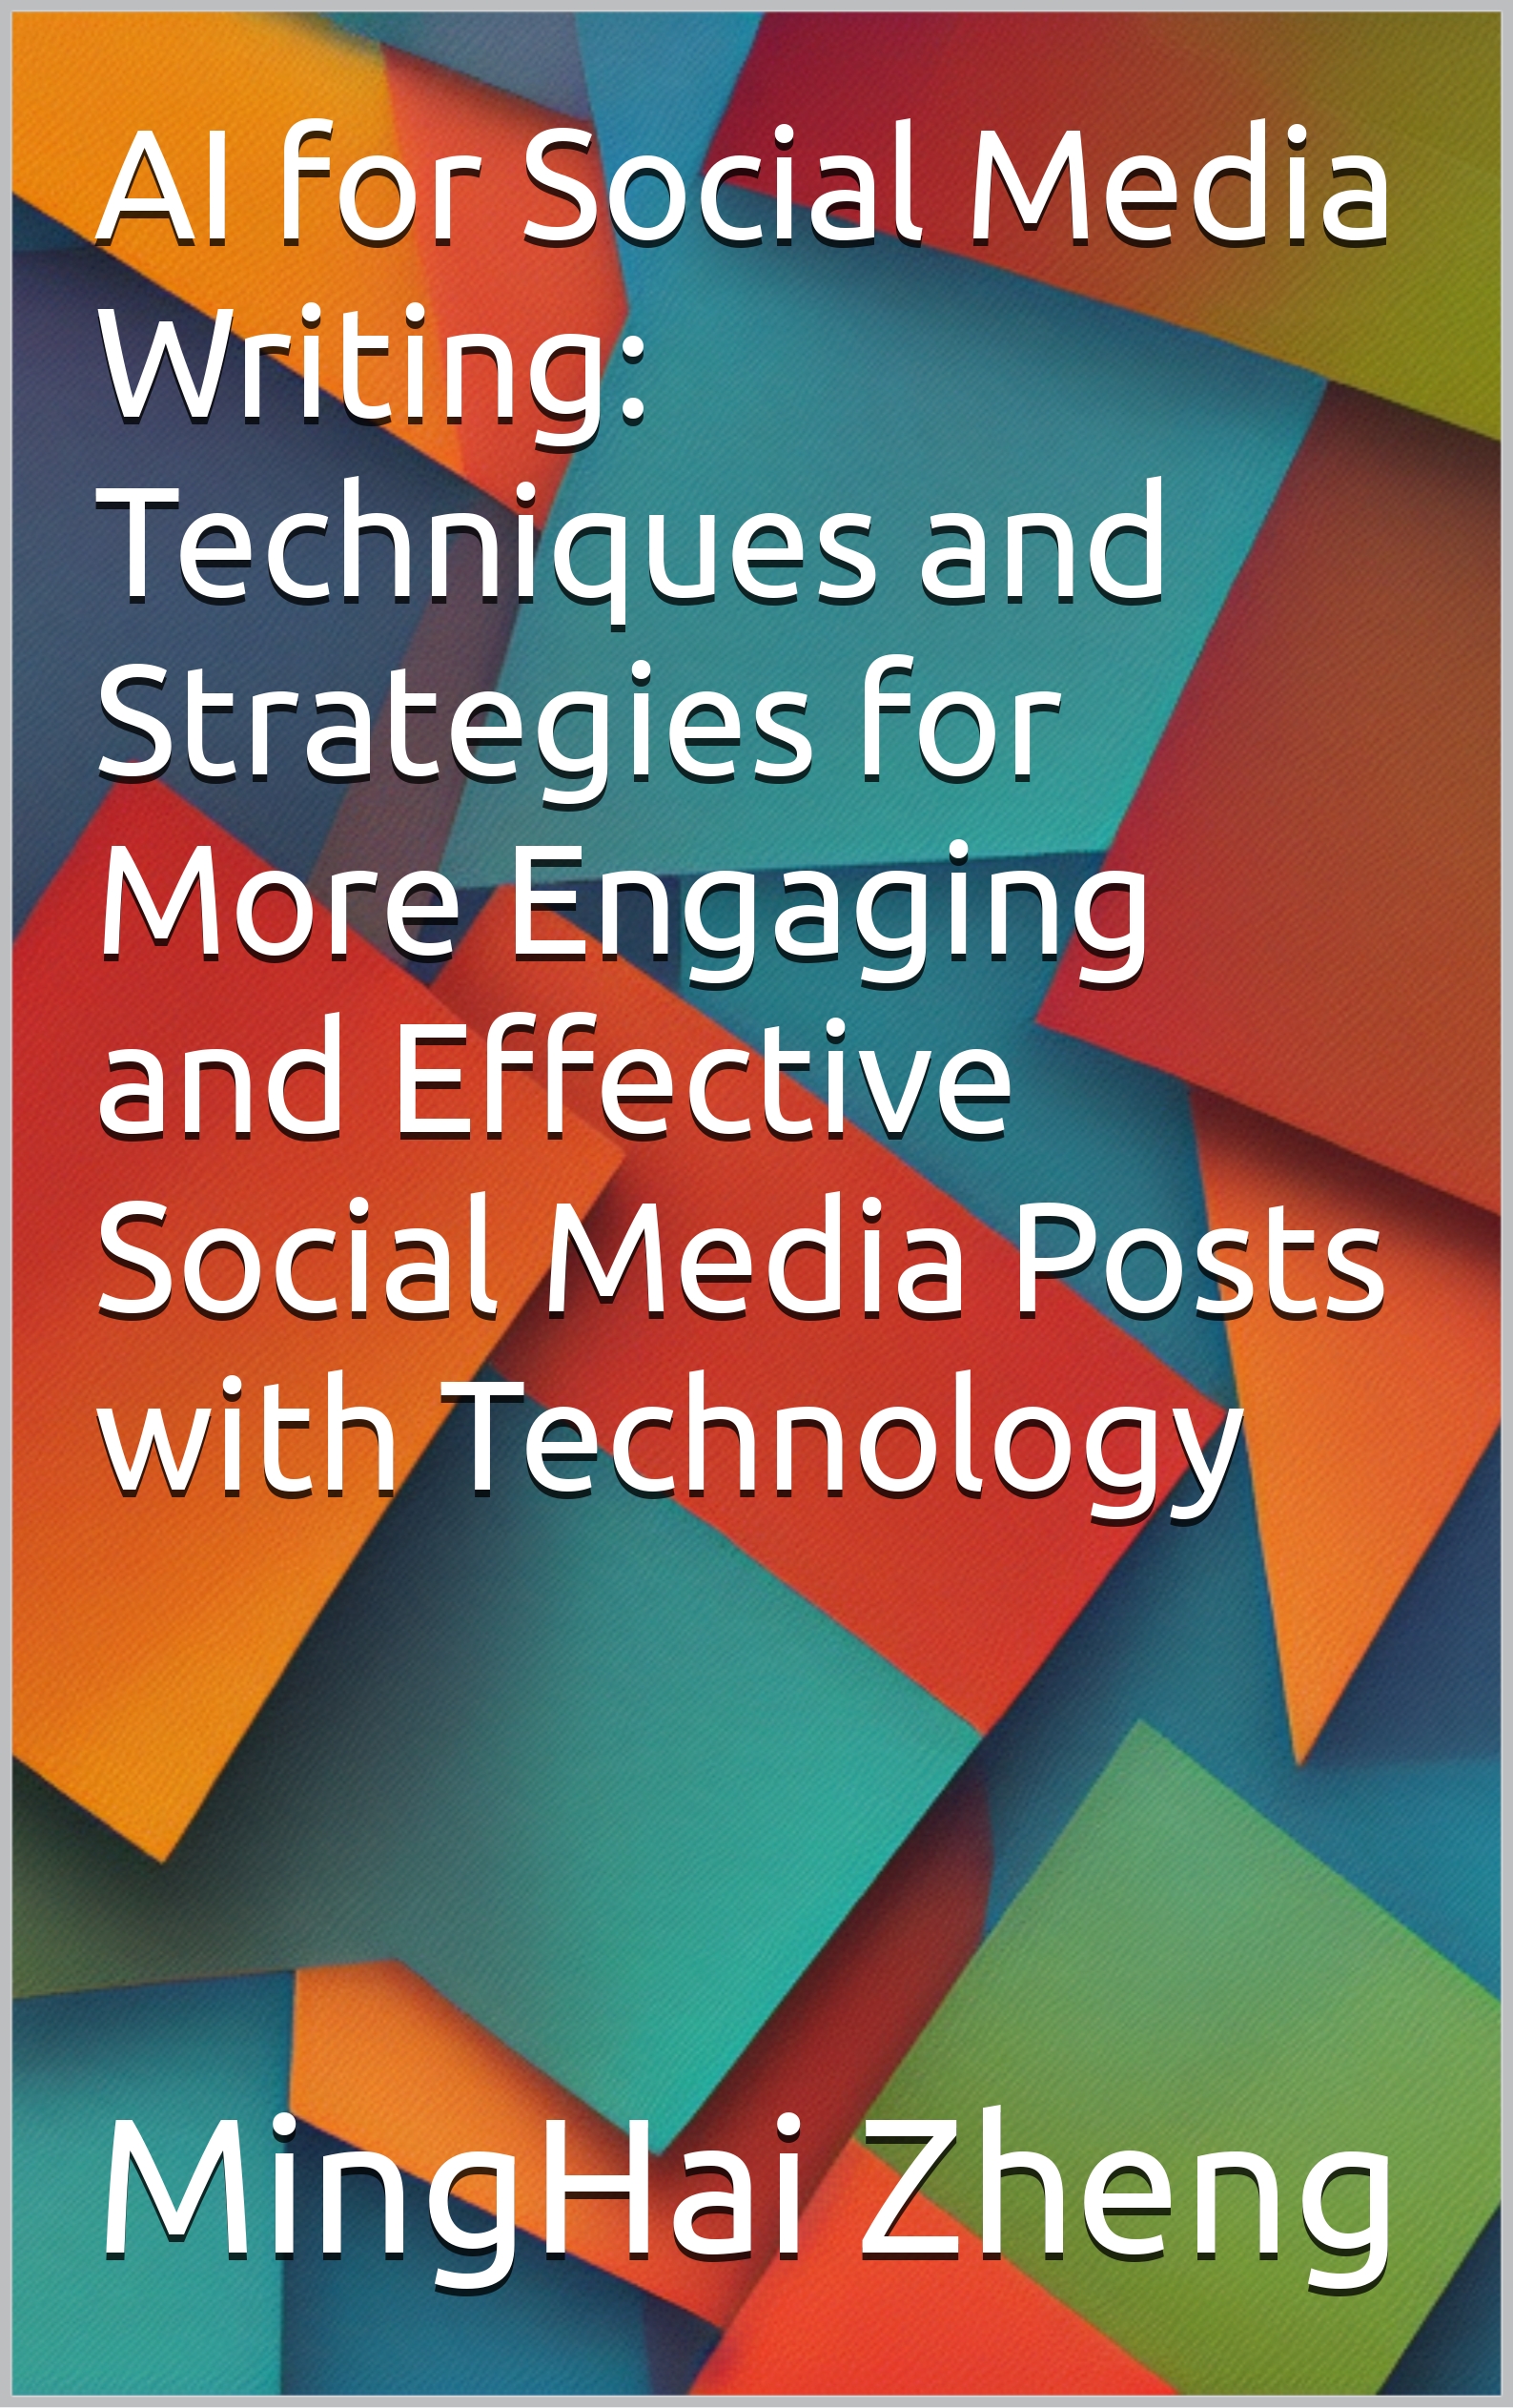 AI for Social Media
Writing:
Techniques and
Strategies for
More Engaging
and Effective
Social Media Posts
with Technology
MingHai Zheng